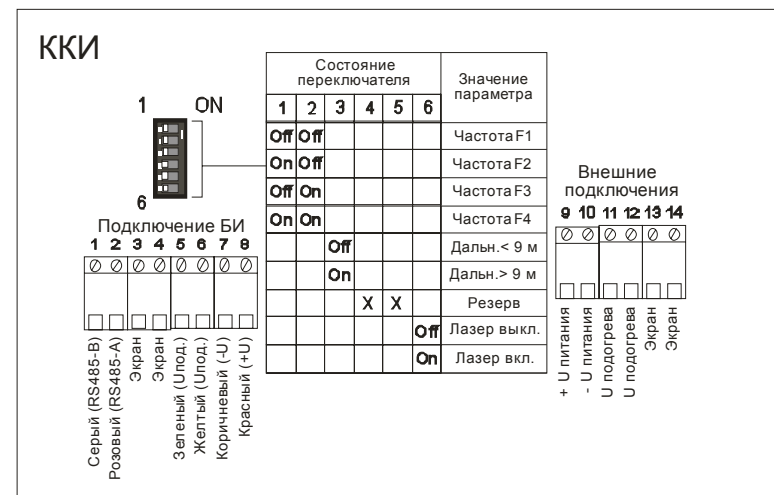 ККИ
1 ON
6
Состояние переключателя Значение параметра
1 2 3 4 5 6
Off Off Частота F1
On Off Частота F2
Off On Частота F3
On On Частота F4
Off Дальн.< 9 м
On Дальн.> 9 м
X X Резерв
Off Лазер выкл.
On Лазер вкл.
Подключение БИ
1 2 3 4 5 6 7 8
Серый (RS485-B)
Розовый (RS485-A)
Экран
Экран
Зеленый (Uпод.)
Желтый (Uпод.)
Коричневый (-U)
Красный (+U)
Внешние
подключения
9 10 11 12 13 14
+ U питания
- U питания
U подогрева
U подогрева
Экран
Экран